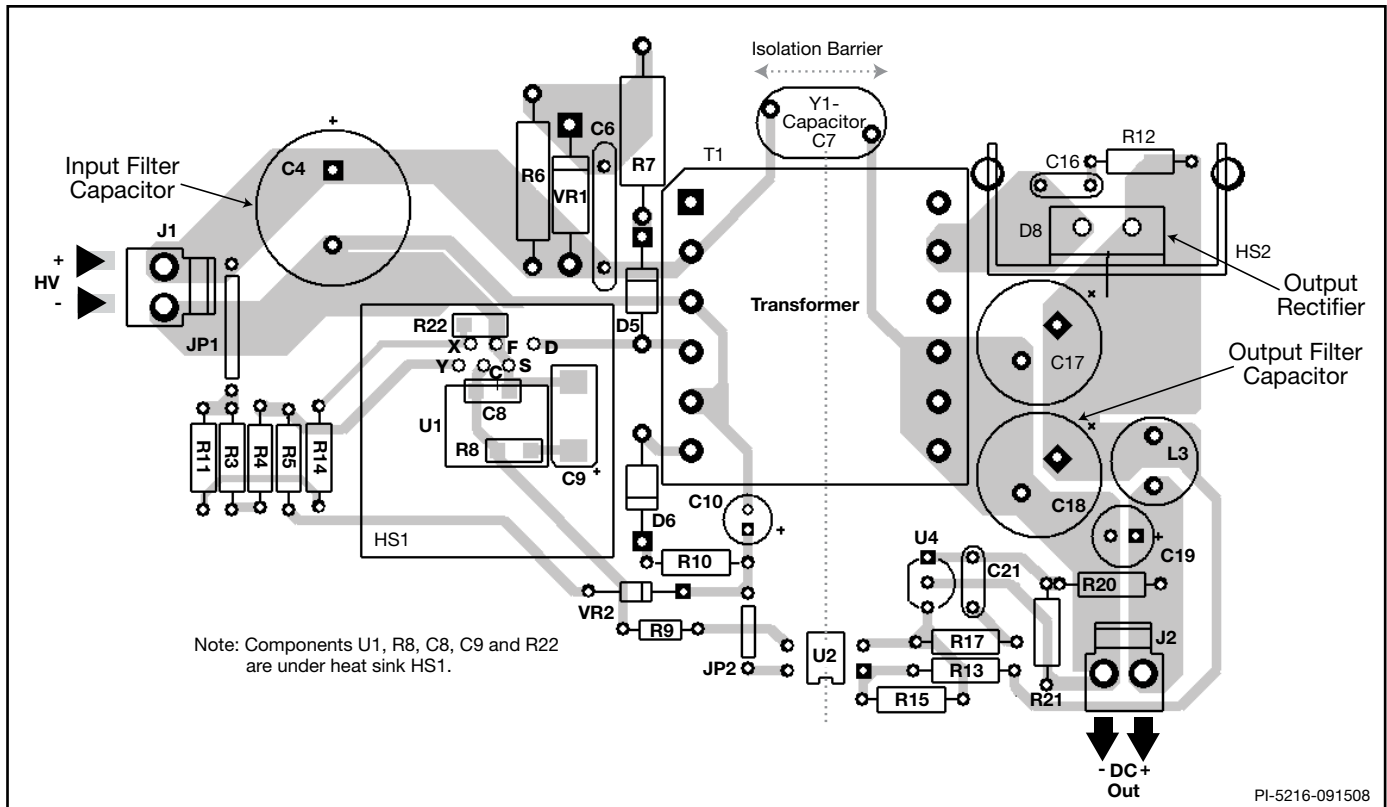 Isolation Barrier
Y1-
Capacitor
C7
+
Input Filter
Capacitor
C4
R6
VR1
C6
R7
T1
C16
R12
D8
HS2
Output
Rectifier
J1
+
HV
-
JP1
Transformer
R22
X
F
D
Y
C
S
D5
C8
U1
R8
C9
+
C17
Output Filter
Capacitor
R11
R3
R4
R5
R14
HS1
D6
C10
+
C18
L3
R10
U4
C21
C19
+
R20
VR2
R9
JP2
U2
R17
R13
R15
R21
J2
Note: Components U1, R8, C8, C9 and R22
are under heat sink HS1.
- DC +
Out
PI-5216-091508